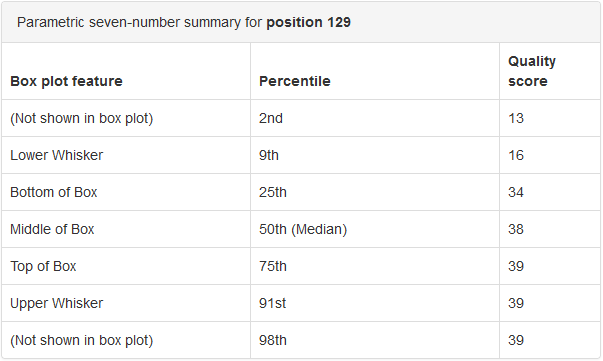 Parametric seven-number summary for position 129
Box plot feature Percentile Quality score
(Not shown in box plot) 2nd 13
Lower Whisker 9th 16
Bottom of Box 25th 34
Middle of Box 50th (Median) 38
Top of Box 75th 39
Upper Whisker 91st 39
(Not shown in box plot) 98th 39